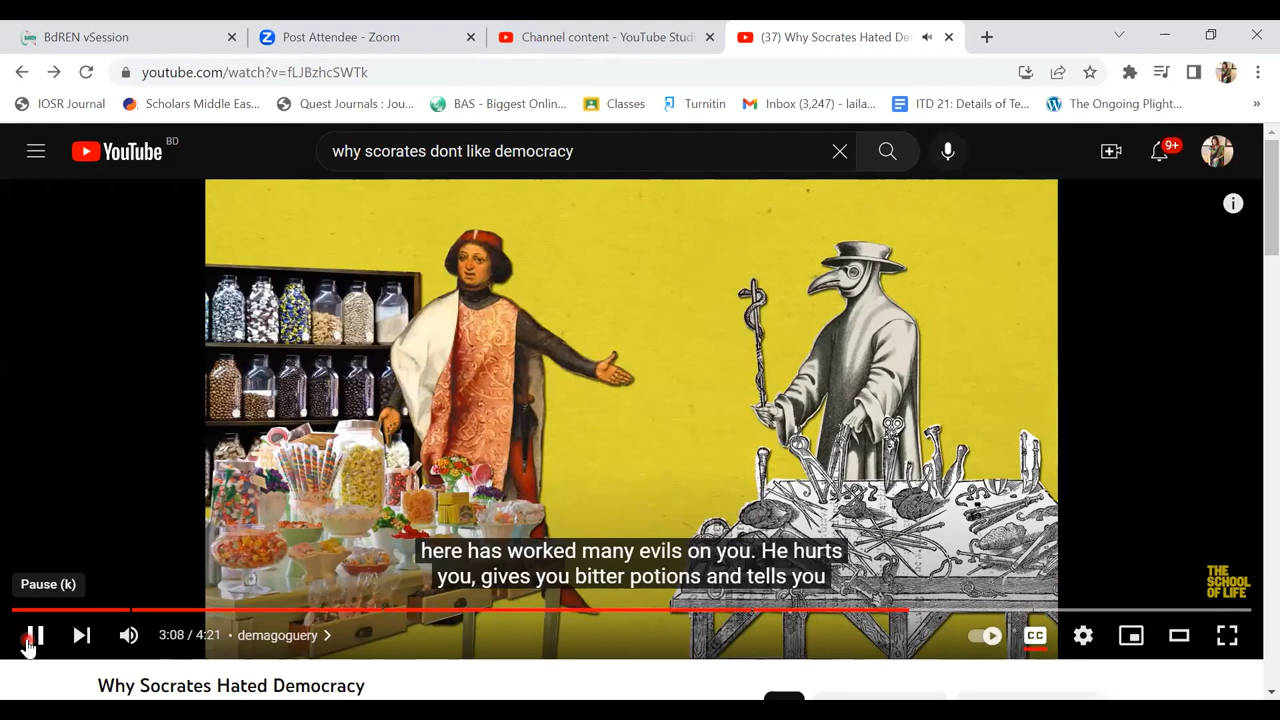 BdREN vSession
Post Attendee - Zoom
Channel content - YouTube Studi
(37) Why Socrates Hated De
youtube.com/watch?v=fLJBzhcSWTk
IOSR Journal
Scholars Middle Eas...
Quest Journals : Jou...
BAS - Biggest Onlin...
Classes
Turnitin
Inbox (3,247) - laila...
ITD 21: Details of Te...
The Ongoing Plight...
»
YouTube BD
why scorates dont like democracy
9+
here has worked many evils on you. He hurts
you, gives you bitter potions and tells you
THE
SCHOOL
OF LIFE
Pause (k)
3:08 / 4:21 • demagoguery
CC
Why Socrates Hated Democracy